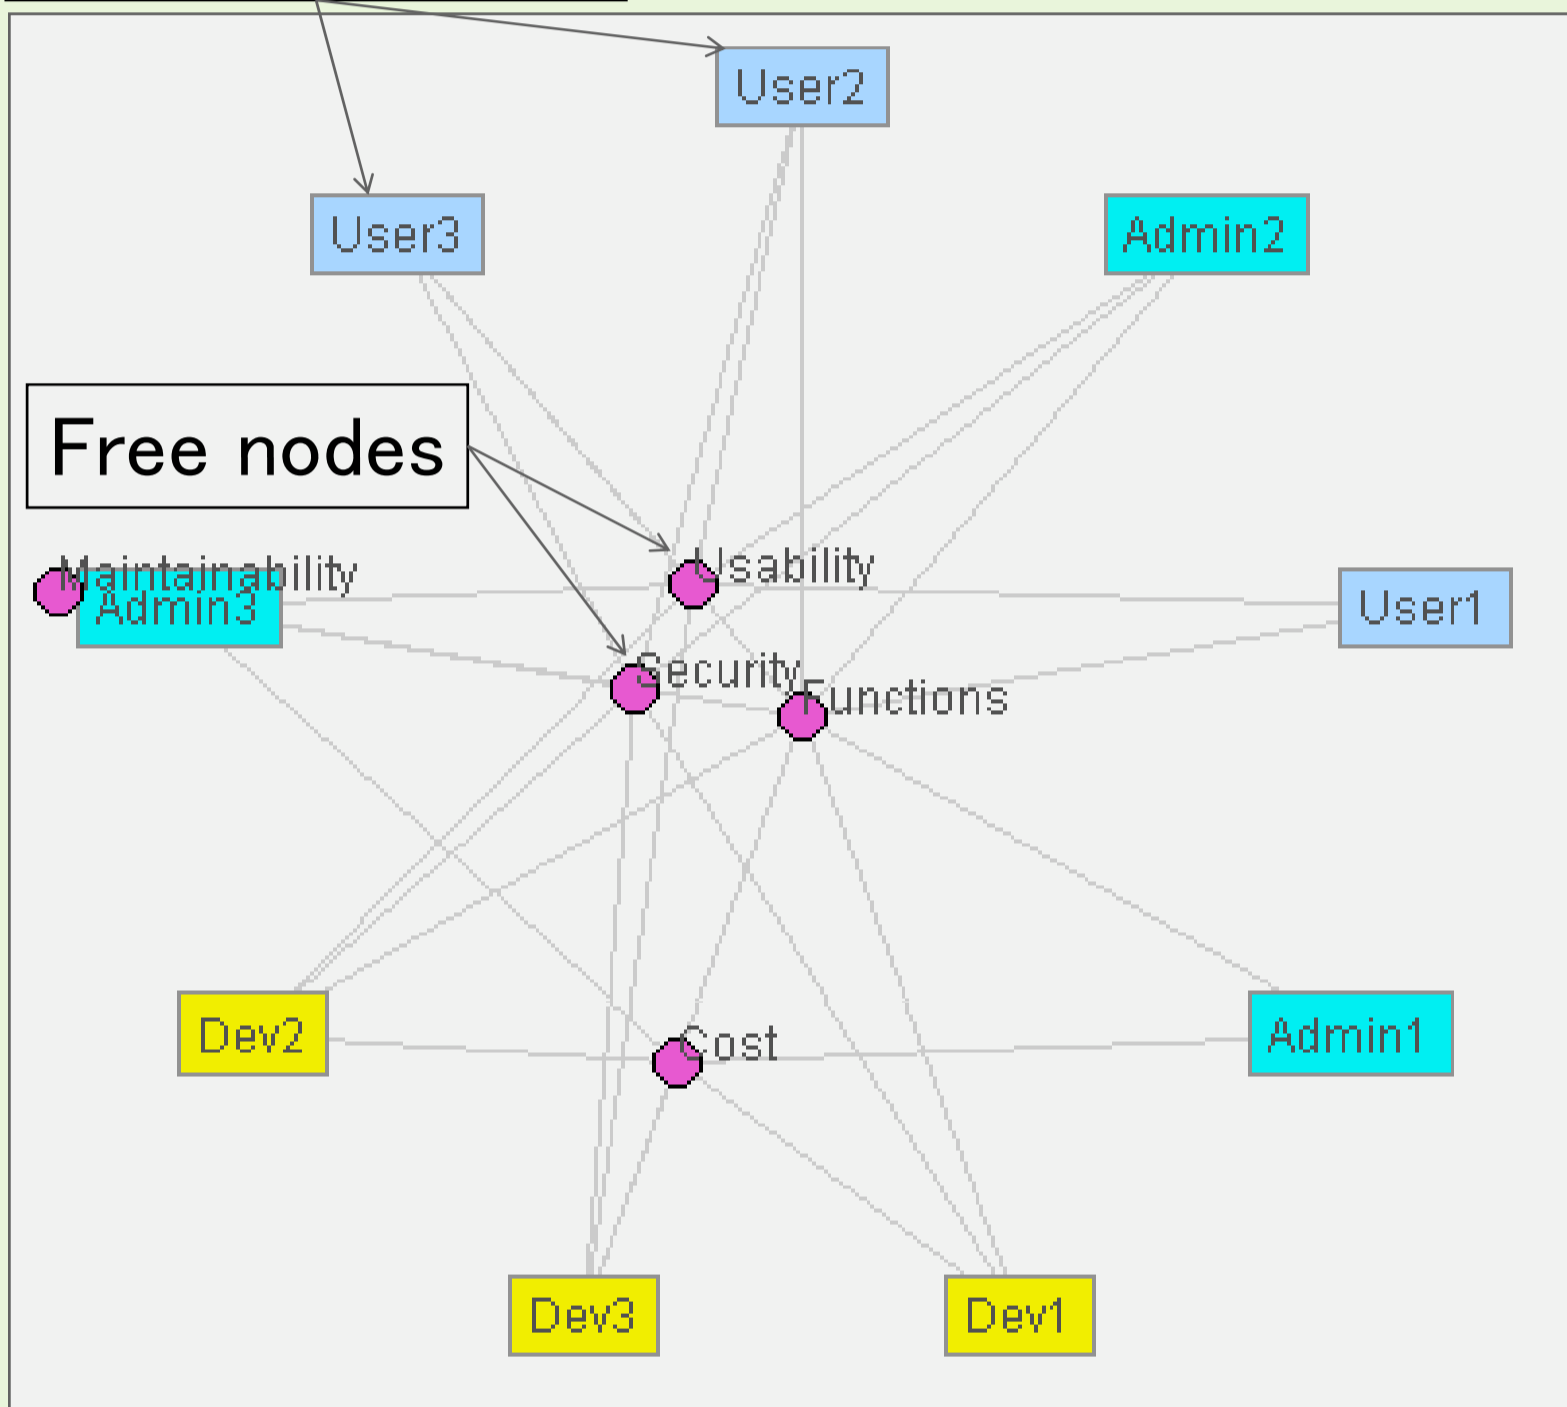 User2
User3
Admin2
Free nodes
Maintainability
Usability
Admin3
User1
Security
Functions
Dev2
Cost
Admin1
Dev3
Dev1